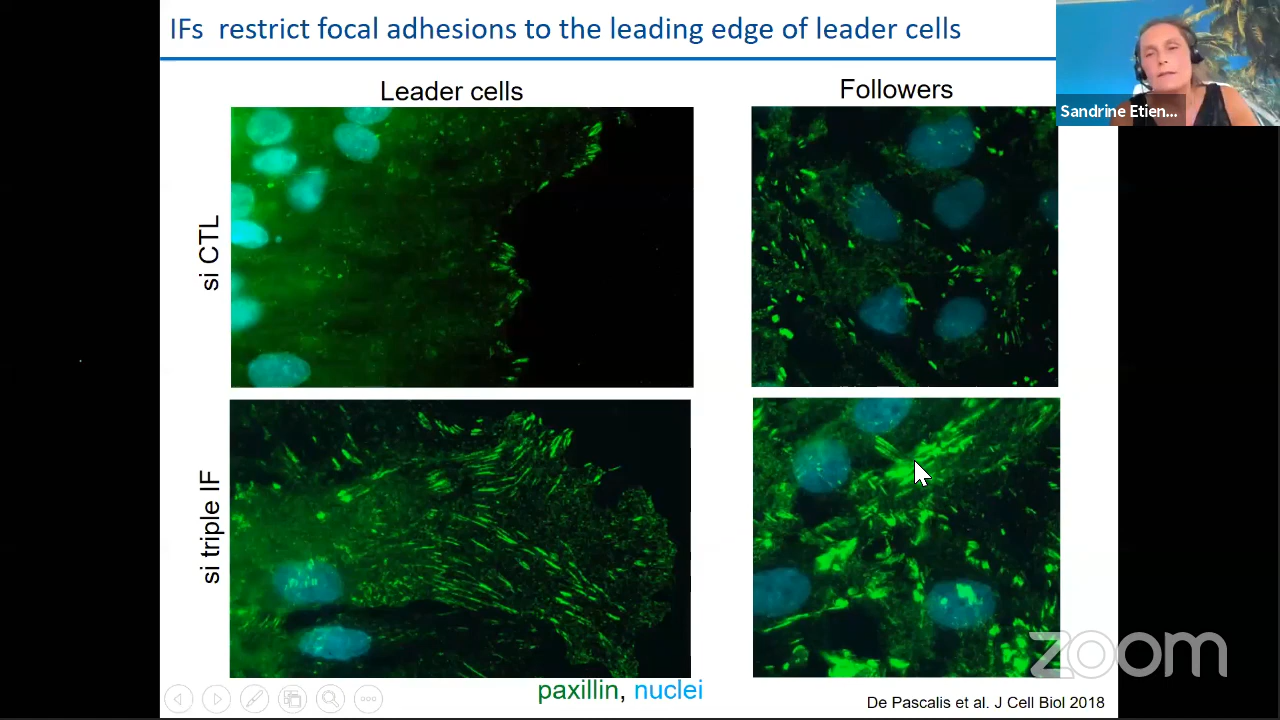 IFs restrict focal adhesions to the leading edge of leader cells
Leader cells
Followers
Sandrine Etien...
si CTL
si triple IF
paxillin, nuclei
zoom
De Pascalis et al. J Cell Biol 2018